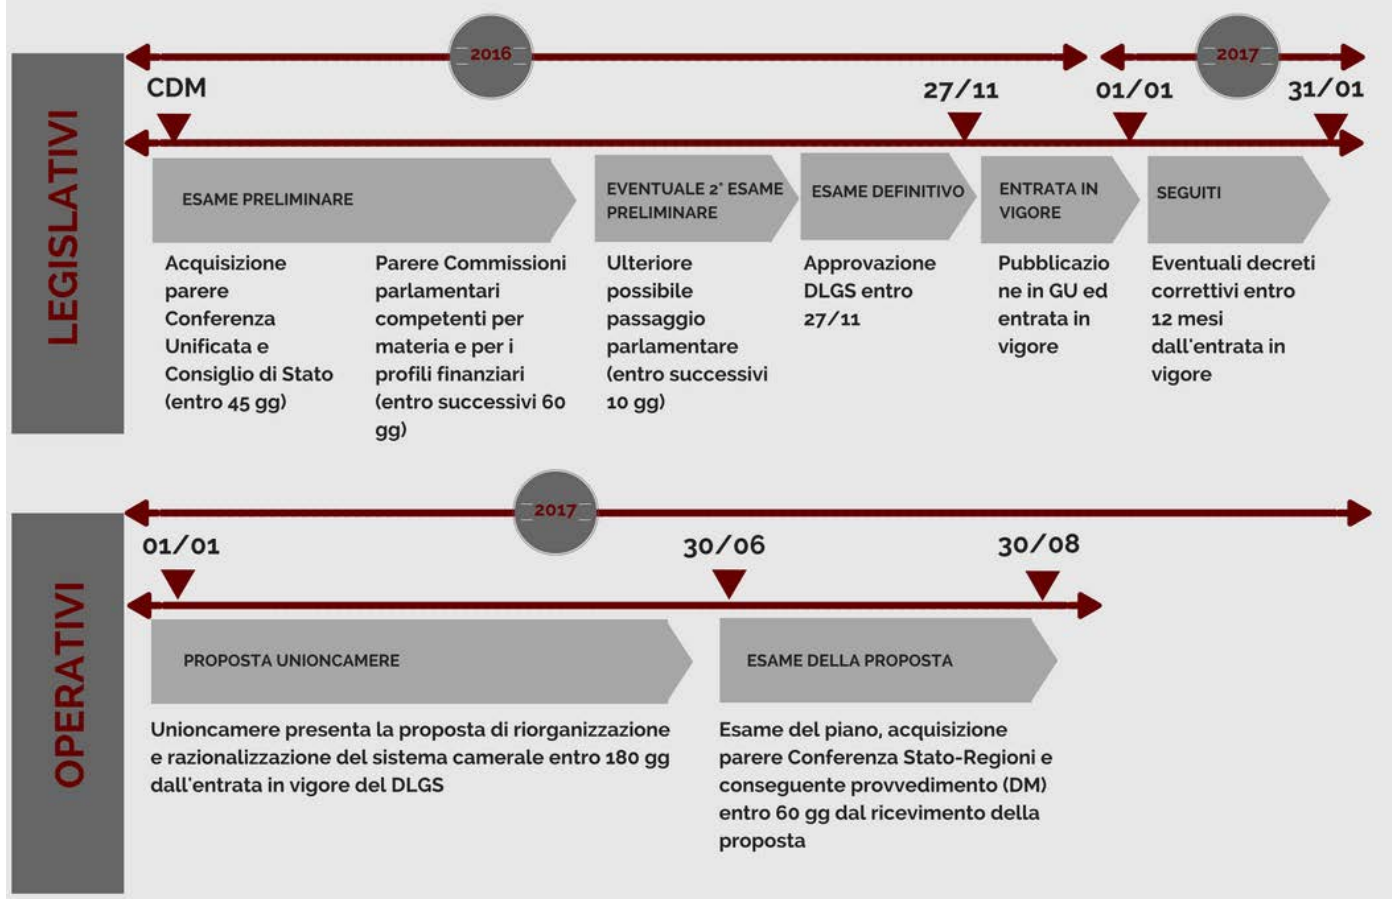 2016
2017
CDM
27/11
01/01
31/01
LEGISLATIVI
ESAME PRELIMINARE
EVENTUALE 2° ESAME
PRELIMINARE
ESAME DEFINITIVO
ENTRATA IN
VIGORE
SEGUITI
Acquisizione
parere
Conferenza
Unificata e
Consiglio di Stato
(entro 45 gg)
Parere Commissioni
parlamentari
competenti per
materia e per i
profili finanziari
(entro successivi 60
gg)
Ulteriore
possibile
passaggio
parlamentare
(entro successivi
10 gg)
Approvazione
DLGS entro
27/11
Pubblicazio
ne in GU ed
entrata in
vigore
Eventuali decreti
correttivi entro
12 mesi
dall'entrata in
vigore
2017
01/01
30/06
30/08
OPERATIVI
PROPOSTA UNIONCAMERE
ESAME DELLA PROPOSTA
Unioncamere presenta la proposta di riorganizzazione
e razionalizzazione del sistema camerale entro 180 gg
dall'entrata in vigore del DLGS
Esame del piano, acquisizione
parere Conferenza Stato-Regioni e
conseguente provvedimento (DM)
entro 60 gg dal ricevimento della
proposta